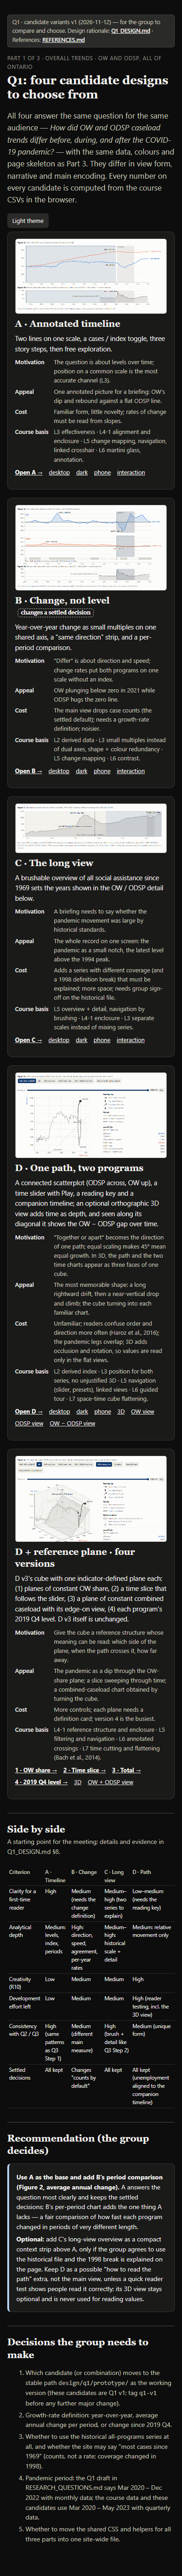 Q1 · candidate variants v1 (2026-11-12) — for the group to
compare and choose. Design rationale: Q1_DESIGN.md ·
References: REFERENCES.md
PART 1 OF 3 · OVERALL TRENDS · OW AND ODSP, ALL OF
ONTARIO
Q1: four candidate designs
to choose from
All four answer the same question for the same
audience — How did OW and ODSP caseload
trends differ before, during, and after the COVID-
19 pandemic? — with the same data, colours and
page skeleton as Part 3. They differ in view form,
narrative and main encoding. Every number on
every candidate is computed from the course
CSVs in the browser.
Light theme
A · Annotated timeline
Two lines on one scale, a cases / index toggle, three
story steps, then free exploration.
Motivation The question is about levels over time;
position on a common scale is the most
accurate channel (L3).
Appeal One annotated picture for a briefing: OW's
dip and rebound against a flat ODSP line.
Cost Familiar form, little novelty; rates of change
must be read from slopes.
Course basis L3 effectiveness · L4-1 alignment and
enclosure · L5 change mapping, navigation,
linked crosshair · L6 martini glass,
annotation.
Open A → desktop dark phone interaction
B · Change, not level
changes a settled decision
Year-over-year change as small multiples on one
shared axis, a “same direction” strip, and a per-
period comparison.
Motivation “Differ” is about direction and speed;
change rates put both programs on one
scale without an index.
Appeal OW plunging below zero in 2021 while
ODSP hugs the zero line.
Cost The main view drops case counts (the
settled default); needs a growth-rate
definition; noisier.
Course basis L2 derived data · L3 small multiples instead
of dual axes, shape + colour redundancy ·
L5 change mapping · L6 contrast.
Open B → desktop dark phone interaction
C · The long view
A brushable overview of all social assistance since
1969 sets the years shown in the OW / ODSP detail
below.
Motivation A briefing needs to say whether the
pandemic movement was large by
historical standards.
Appeal The whole record on one screen: the
pandemic as a small notch, the latest level
above the 1994 peak.
Cost Adds a series with different coverage (and
a 1998 definition break) that must be
explained; more space; needs group sign-
off on the historical file.
Course basis L5 overview + detail, navigation by
brushing · L4-1 enclosure · L3 separate
scales instead of mixing series.
Open C → desktop dark phone interaction
D · One path, two programs
A connected scatterplot (ODSP across, OW up), a
time slider with Play, a reading key and a
companion timeline; an optional orthographic 3D
view adds time as depth, and seen along its
diagonal it shows the OW − ODSP gap over time.
Motivation “Together or apart” becomes the direction
of one path; equal scaling makes 45° mean
equal growth. In 3D, the path and the two
time charts appear as three faces of one
cube.
Appeal The most memorable shape: a long
rightward drift, then a near-vertical drop
and climb; the cube turning into each
familiar chart.
Cost Unfamiliar; readers confuse order and
direction more often (Haroz et al., 2016);
the pandemic legs overlap; 3D adds
occlusion and rotation, so values are read
only in the flat views.
Course basis L2 derived index · L3 position for both
series, no unjustified 3D · L5 navigation
(slider, presets), linked views · L6 guided
tour · L7 space-time cube flattening.
Open D → desktop dark phone 3D OW view
ODSP view OW − ODSP view
D + reference plane · four
versions
D v3's cube with one indicator-defined plane each:
(1) planes of constant OW share, (2) a time slice that
follows the slider, (3) a plane of constant combined
caseload with its edge-on view, (4) each program's
2019 Q4 level. D v3 itself is unchanged.
Motivation Give the cube a reference structure whose
meaning can be read: which side of the
plane, when the path crosses it, how far
away.
Appeal The pandemic as a dip through the OW-
share plane; a slice sweeping through time;
a combined-caseload chart obtained by
turning the cube.
Cost More controls; each plane needs a
definition card; version 4 is the busiest.
Course basis L4-1 reference structure and enclosure · L5
filtering and navigation · L6 annotated
crossings · L7 time cutting and flattening
(Bach et al., 2014).
1 · OW share → 2 · Time slice → 3 · Total →
4 · 2019 Q4 level → 3D OW + ODSP view
Side by side
A starting point for the meeting; details and evidence in
Q1_DESIGN.md §8.
Criterion A · Timeline B · Change C · Long view D · Path
Clarity for a first-time reader High Medium (needs the change definition) Medium–high (two series to explain) Low–medium (needs the reading key)
Analytical depth Medium: levels, index, periods High: direction, speed, agreement, per-year rates Medium–high: historical scale + detail Medium: relative movement only
Creativity (R10) Low Medium Medium High
Development effort left Low Medium Medium High (reader testing, incl. the 3D view)
Consistency with Q2 / Q3 High (same patterns as Q3 Step 1) Medium (different main measure) High (brush + detail like Q3 Step 2) Medium (unique form)
Settled decisions All kept Changes "counts by default" All kept All kept (unemployment aligned to the companion timeline)
Recommendation (the group
decides)
Use A as the base and add B's period comparison
(Figure 2, average annual change). A answers the
question most clearly and keeps the settled
decisions; B's per-period chart adds the one thing A
lacks — a fair comparison of how fast each program
changed in periods of very different length.
Optional: add C's long-view overview as a compact
context strip above A, only if the group agrees to
use the historical file and the 1998 break is explained
on the page. Keep D as a possible “how to read the
path” extra, not the main view, unless a quick reader
test shows people read it correctly; its 3D view stays
optional and is never used for reading values.
Decisions the group needs to
make
1. Which candidate (or combination) moves to the
stable path design/q1/prototype/ as the working
version (these candidates are Q1 v1; tag q1-v1
before any further major change).
2. Growth-rate definition: year-over-year, average
annual change per period, or change since 2019 Q4.
3. Whether to use the historical all-programs series at
all, and whether the site may say “most cases since
1969” (counts, not a rate; coverage changed in
1998).
4. Pandemic period: the Q1 draft in
RESEARCH_QUESTIONS.md says Mar 2020 – Dec
2022 with monthly data; the course data and these
candidates use Mar 2020 – May 2023 with quarterly
data.
5. Whether to move the shared CSS and helpers for all
three parts into one site-wide file.